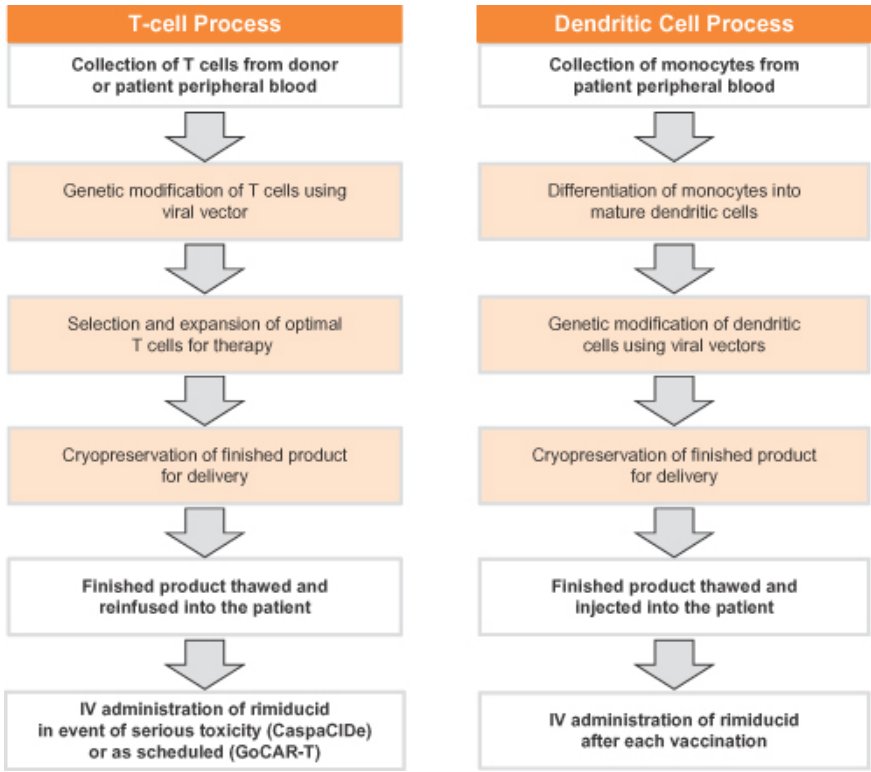 T-cell Process
Collection of T cells from donor
or patient peripheral blood
Genetic modification of T cells using
viral vector
Selection and expansion of optimal
T cells for therapy
Cryopreservation of finished product
for delivery
Finished product thawed and
reinfused into the patient
IV administration of rimiducid
in event of serious toxicity (CaspaCIDe)
or as scheduled (GoCAR-T)
Dendritic Cell Process
Collection of monocytes from
patient peripheral blood
Differentiation of monocytes into
mature dendritic cells
Genetic modification of dendritic
cells using viral vectors
Cryopreservation of finished product
for delivery
Finished product thawed and
injected into the patient
IV administration of rimiducid
after each vaccination